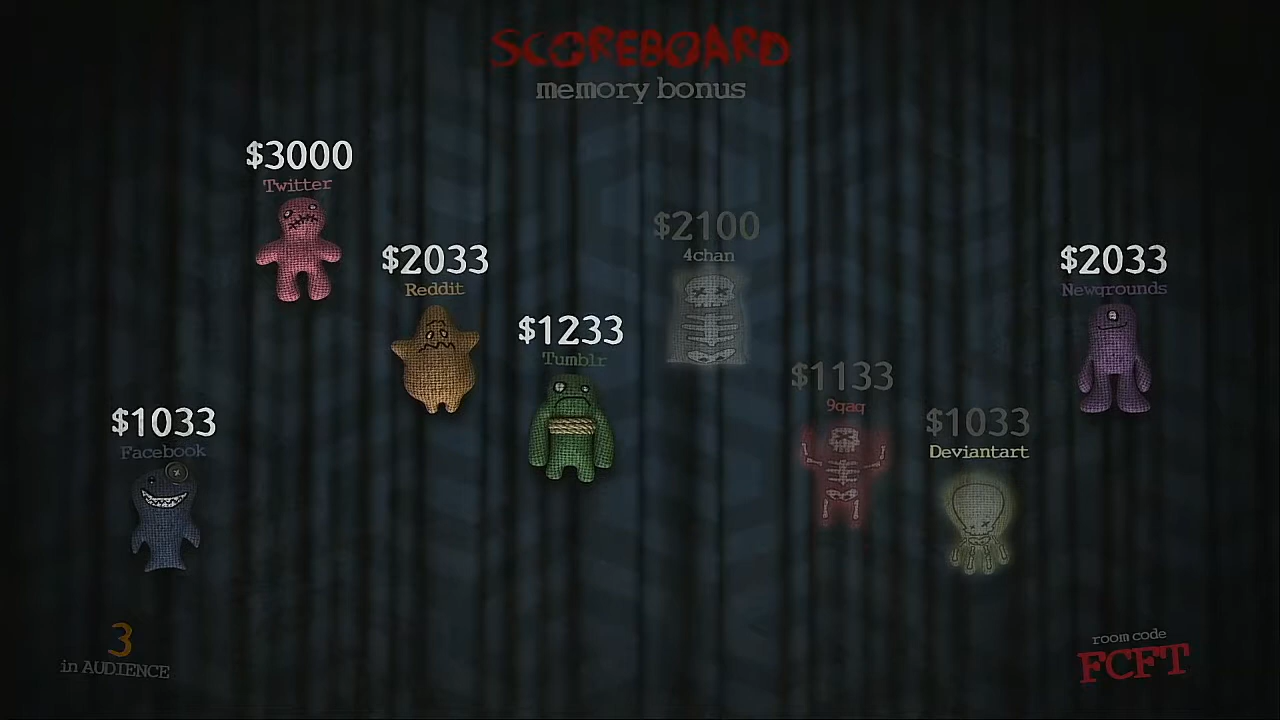 SCOREBOARD
memory bonus
$3000
Twitter
$2033
Reddit
$1233
Tumblr
$2100
4chan
$1133
9gag
$1033
Deviantart
$2033
Newgrounds
$1033
Facebook
3
in AUDIENCE
room code
FCFT